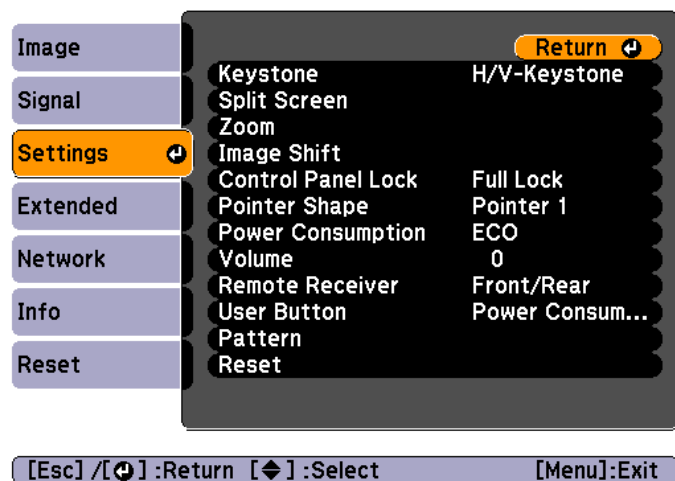 Image
Signal
Settings
Extended
Network
Info
Reset
Return
Keystone H/V-Keystone
Split Screen
Zoom
Image Shift
Control Panel Lock Full Lock
Pointer Shape Pointer 1
Power Consumption ECO
Volume 0
Remote Receiver Front/Rear
User Button Power Consum...
Pattern
Reset
[Esc] /[⏎] :Return [◆] :Select [Menu]:Exit